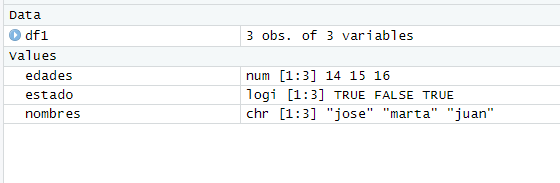 Data
df1 3 obs. of 3 variables
Values
edades num [1:3] 14 15 16
estado logi [1:3] TRUE FALSE TRUE
nombres chr [1:3] "jose" "marta" "juan"